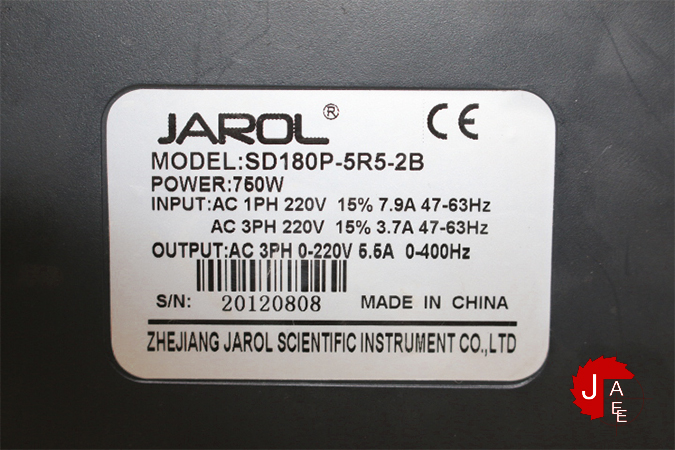 JAROL®
CE
MODEL:SD180P-5R5-2B
POWER:750W
INPUT:AC 1PH 220V 15% 7.9A 47-63Hz
AC 3PH 220V 15% 3.7A 47-63Hz
OUTPUT:AC 3PH 0-220V 5.5A 0-400Hz
S/N: 20120808 MADE IN CHINA
ZHEJIANG JAROL SCIENTIFIC INSTRUMENT CO.,LTD
J AEE